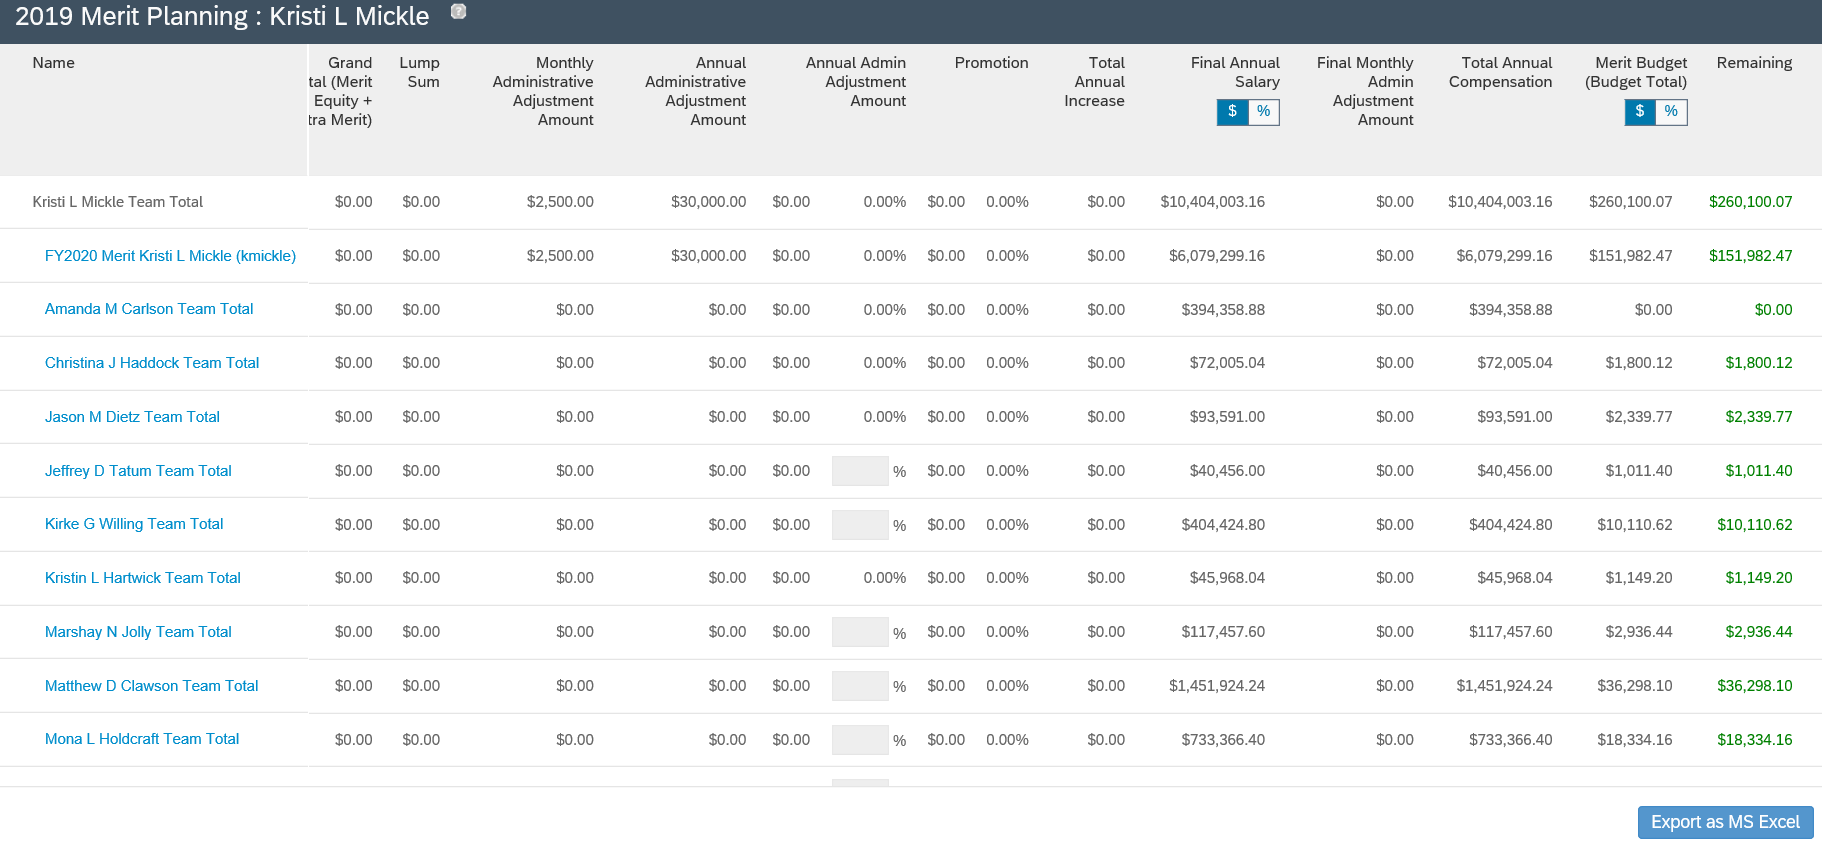 2019 Merit Planning : Kristi L Mickle ?
Name Grand Lump Monthly Annual Annual Admin Promotion Total Final Annual Final Monthly Total Annual Merit Budget Remaining
tal (Merit Sum Administrative Administrative Adjustment Annual Salary Admin Compensation (Budget Total)
Equity + Adjustment Adjustment Amount Increase $ % Adjustment $ %
tra Merit) Amount Amount Amount
Kristi L Mickle Team Total $0.00 $0.00 $2,500.00 $30,000.00 $0.00 0.00% $0.00 0.00% $0.00 $10,404,003.16 $0.00 $10,404,003.16 $260,100.07 $260,100.07
FY2020 Merit Kristi L Mickle (kmickle) $0.00 $0.00 $2,500.00 $30,000.00 $0.00 0.00% $0.00 0.00% $0.00 $6,079,299.16 $0.00 $6,079,299.16 $151,982.47 $151,982.47
Amanda M Carlson Team Total $0.00 $0.00 $0.00 $0.00 $0.00 0.00% $0.00 0.00% $0.00 $394,358.88 $0.00 $394,358.88 $0.00 $0.00
Christina J Haddock Team Total $0.00 $0.00 $0.00 $0.00 $0.00 0.00% $0.00 0.00% $0.00 $72,005.04 $0.00 $72,005.04 $1,800.12 $1,800.12
Jason M Dietz Team Total $0.00 $0.00 $0.00 $0.00 $0.00 0.00% $0.00 0.00% $0.00 $93,591.00 $0.00 $93,591.00 $2,339.77 $2,339.77
Jeffrey D Tatum Team Total $0.00 $0.00 $0.00 $0.00 $0.00 % $0.00 0.00% $0.00 $40,456.00 $0.00 $40,456.00 $1,011.40 $1,011.40
Kirke G Willing Team Total $0.00 $0.00 $0.00 $0.00 $0.00 % $0.00 0.00% $0.00 $404,424.80 $0.00 $404,424.80 $10,110.62 $10,110.62
Kristin L Hartwick Team Total $0.00 $0.00 $0.00 $0.00 $0.00 0.00% $0.00 0.00% $0.00 $45,968.04 $0.00 $45,968.04 $1,149.20 $1,149.20
Marshay N Jolly Team Total $0.00 $0.00 $0.00 $0.00 $0.00 % $0.00 0.00% $0.00 $117,457.60 $0.00 $117,457.60 $2,936.44 $2,936.44
Matthew D Clawson Team Total $0.00 $0.00 $0.00 $0.00 $0.00 % $0.00 0.00% $0.00 $1,451,924.24 $0.00 $1,451,924.24 $36,298.10 $36,298.10
Mona L Holdcraft Team Total $0.00 $0.00 $0.00 $0.00 $0.00 % $0.00 0.00% $0.00 $733,366.40 $0.00 $733,366.40 $18,334.16 $18,334.16
Export as MS Excel